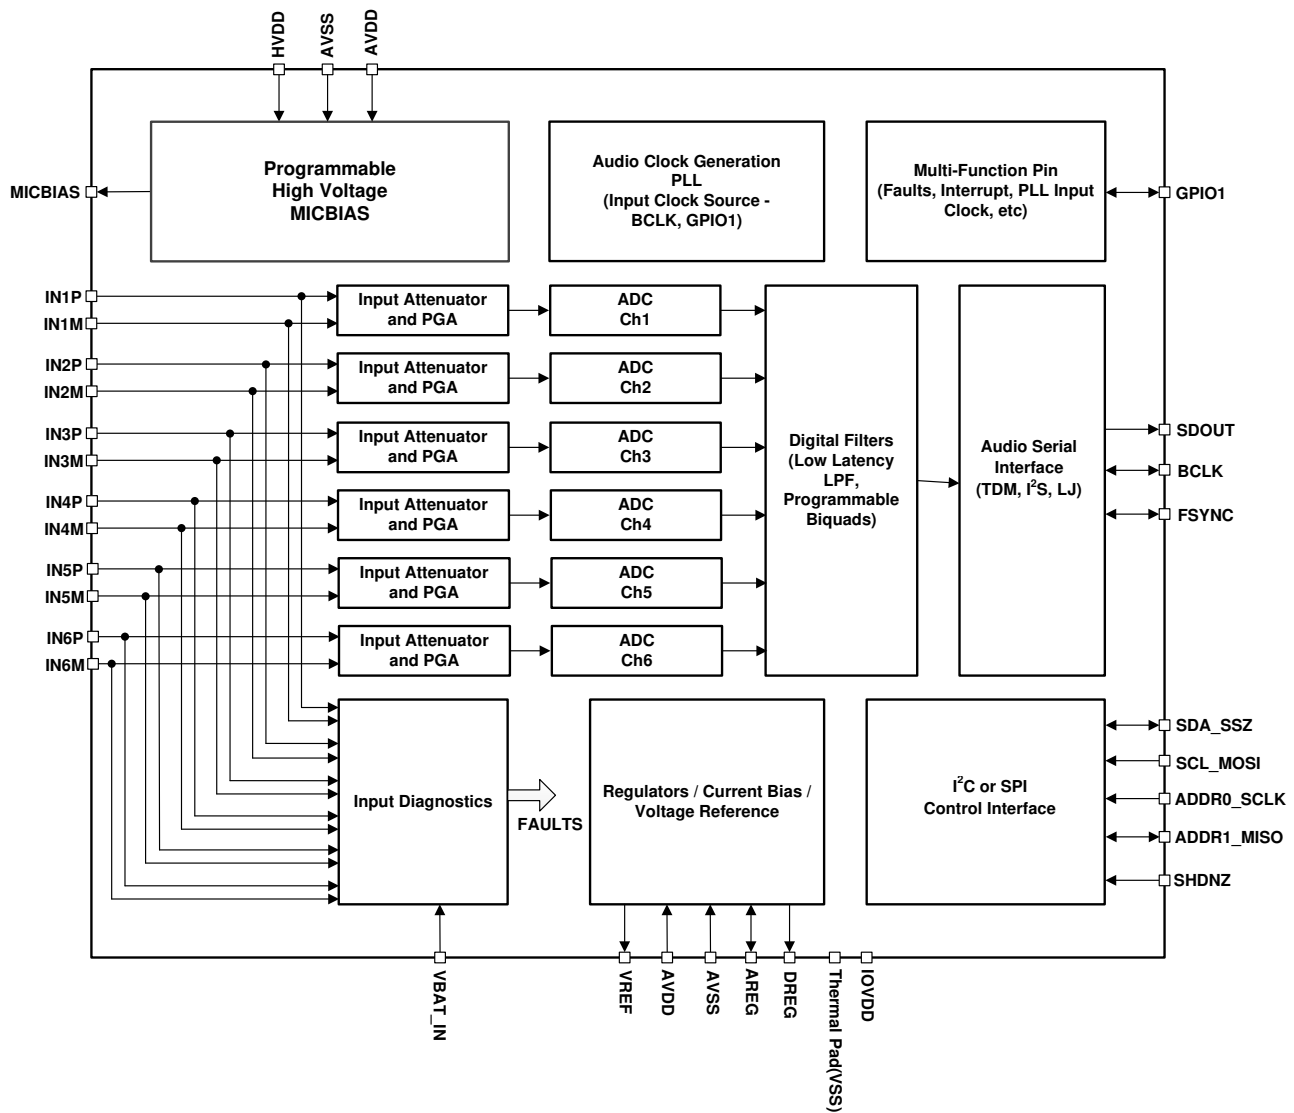 HVDD
AVSS
AVDD
Programmable
High Voltage
MICBIAS
Audio Clock Generation
PLL
(Input Clock Source -
BCLK, GPIO1)
Multi-Function Pin
(Faults, Interrupt, PLL Input
Clock, etc)
MICBIAS
GPIO1
IN1P
IN1M
Input Attenuator
and PGA
ADC
Ch1
IN2P
IN2M
Input Attenuator
and PGA
ADC
Ch2
IN3P
IN3M
Input Attenuator
and PGA
ADC
Ch3
IN4P
IN4M
Input Attenuator
and PGA
ADC
Ch4
IN5P
IN5M
Input Attenuator
and PGA
ADC
Ch5
IN6P
IN6M
Input Attenuator
and PGA
ADC
Ch6
Digital Filters
(Low Latency
LPF,
Programmable
Biquads)
Audio Serial
Interface
(TDM, I²S, LJ)
SDOUT
BCLK
FSYNC
Input Diagnostics
FAULTS
Regulators / Current Bias /
Voltage Reference
I²C or SPI
Control Interface
SDA_SSZ
SCL_MOSI
ADDR0_SCLK
ADDR1_MISO
SHDNZ
VBAT_IN
VREF
AVDD
AVSS
AREG
DREG
Thermal Pad(VSS)
IOVDD